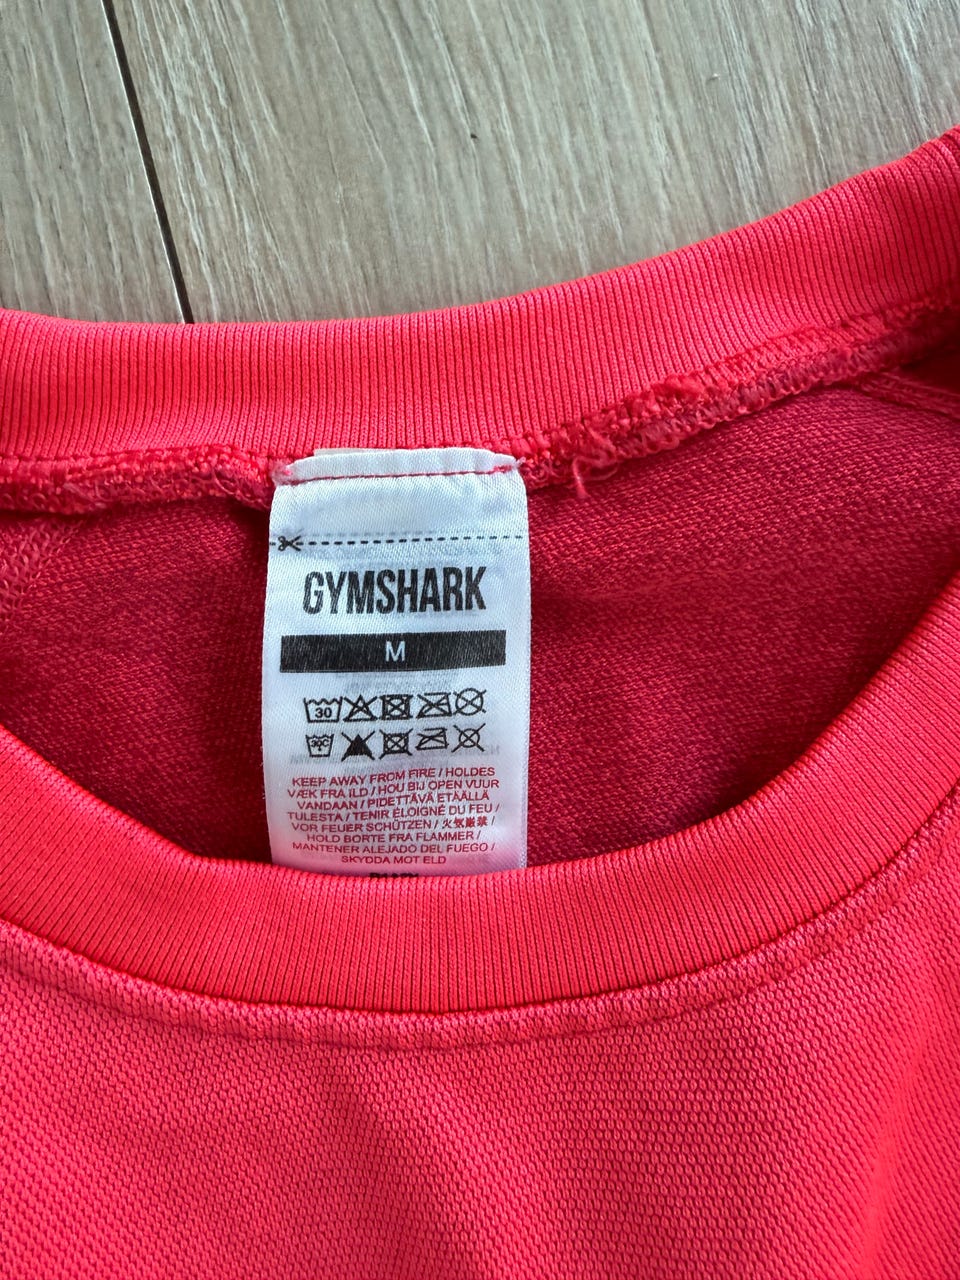 GYMSHARK
M
30
30C
KEEP AWAY FROM FIRE / HOLDES
VÆK FRA ILD / HOU BIJ OPEN VUUR
VANDAAN / PIDETTÄVÄ ETÄÄLLÄ
TULESTA / TENIR ÉLOIGNÉ DU FEU /
VOR FEUER SCHÜTZEN / 火気厳禁 /
HOLD BORTE FRA FLAMMER /
MANTENER ALEJADO DEL FUEGO /
SKYDDA MOT ELD